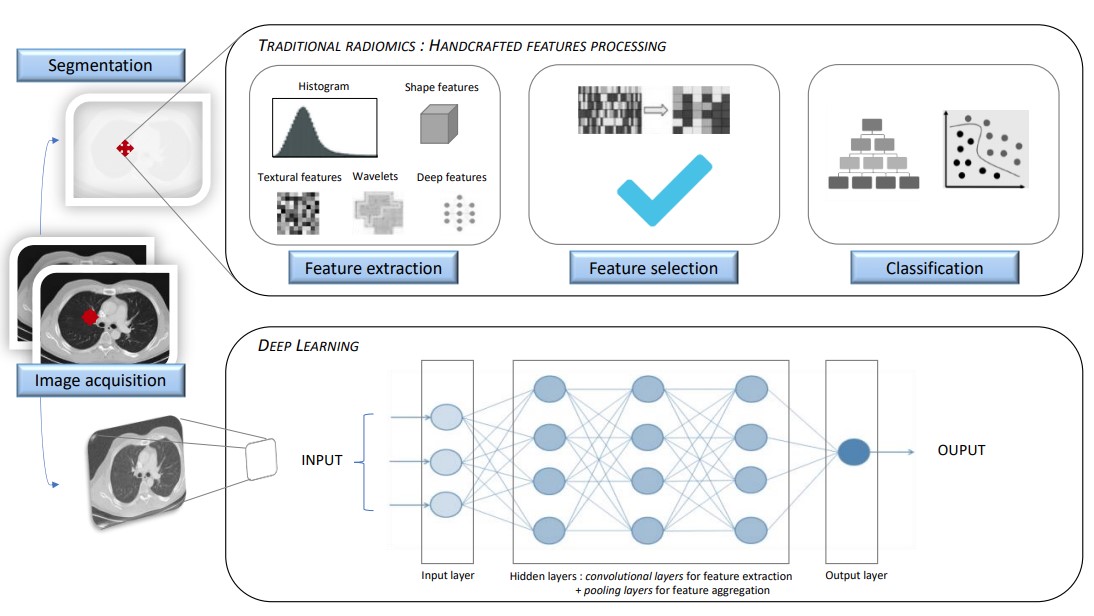 TRADITIONAL RADIOMICS : HANDCRAFTED FEATURES PROCESSING
Segmentation
Histogram
Shape features
Textural features
Wavelets
Deep features
Feature extraction
Feature selection
Classification
Image acquisition
DEEP LEARNING
INPUT
OUPUT
Input layer
Hidden layers : convolutional layers for feature extraction
+ pooling layers for feature aggregation
Output layer